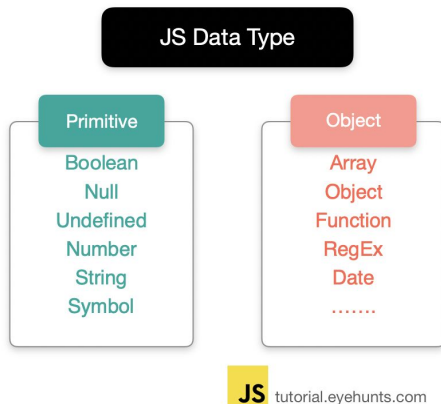 JS Data Type
Primitive
Boolean
Null
Undefined
Number
String
Symbol
Object
Array
Object
Function
RegEx
Date
.......
JS tutorial.eyehunts.com